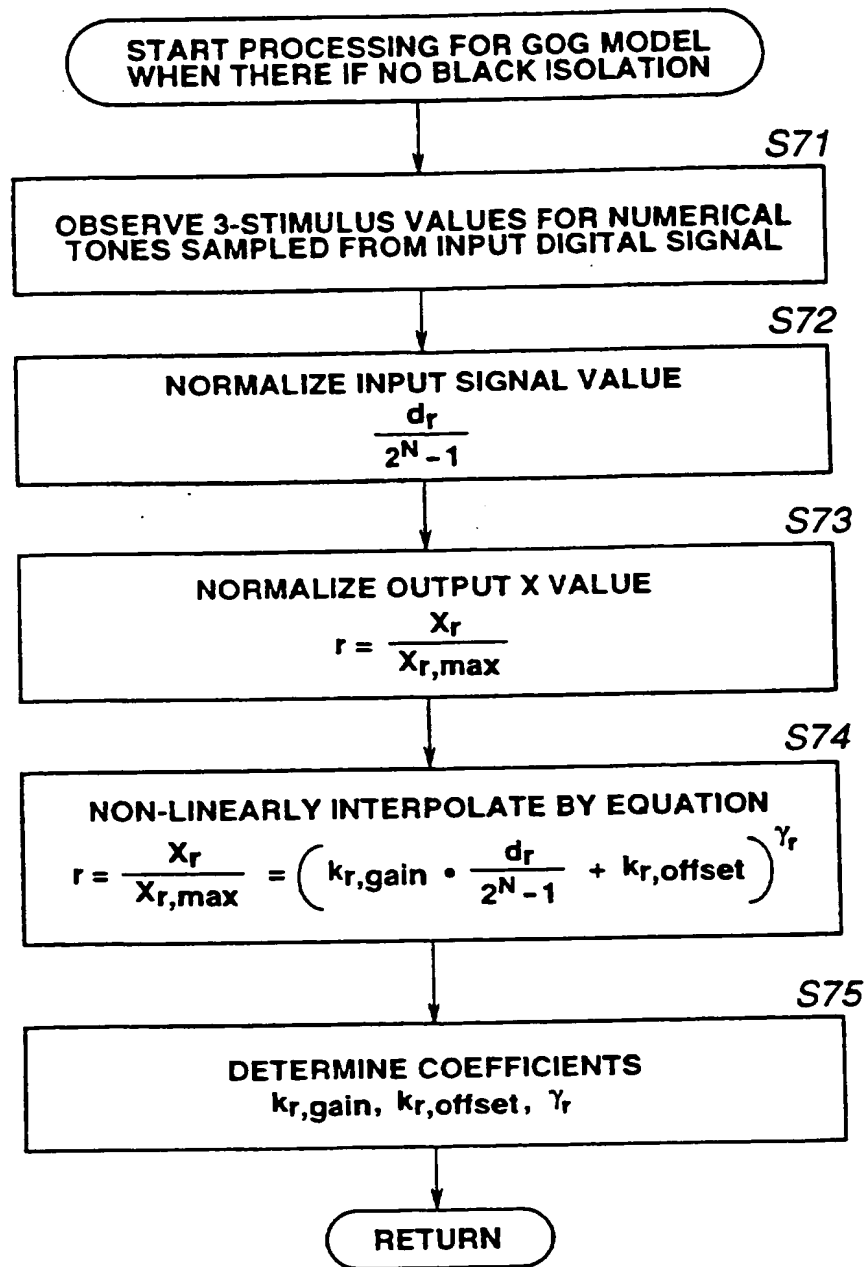 START PROCESSING FOR GOG MODEL
WHEN THERE IF NO BLACK ISOLATION
S71
OBSERVE 3-STIMULUS VALUES FOR NUMERICAL
TONES SAMPLED FROM INPUT DIGITAL SIGNAL
S72
NORMALIZE INPUT SIGNAL VALUE
dr / 2^N - 1
S73
NORMALIZE OUTPUT X VALUE
r = Xr / Xr,max
S74
NON-LINEARLY INTERPOLATE BY EQUATION
r = Xr / Xr,max = ( kr,gain • dr / 2^N - 1 + kr,offset )^γr
S75
DETERMINE COEFFICIENTS
kr,gain, kr,offset, γr
RETURN